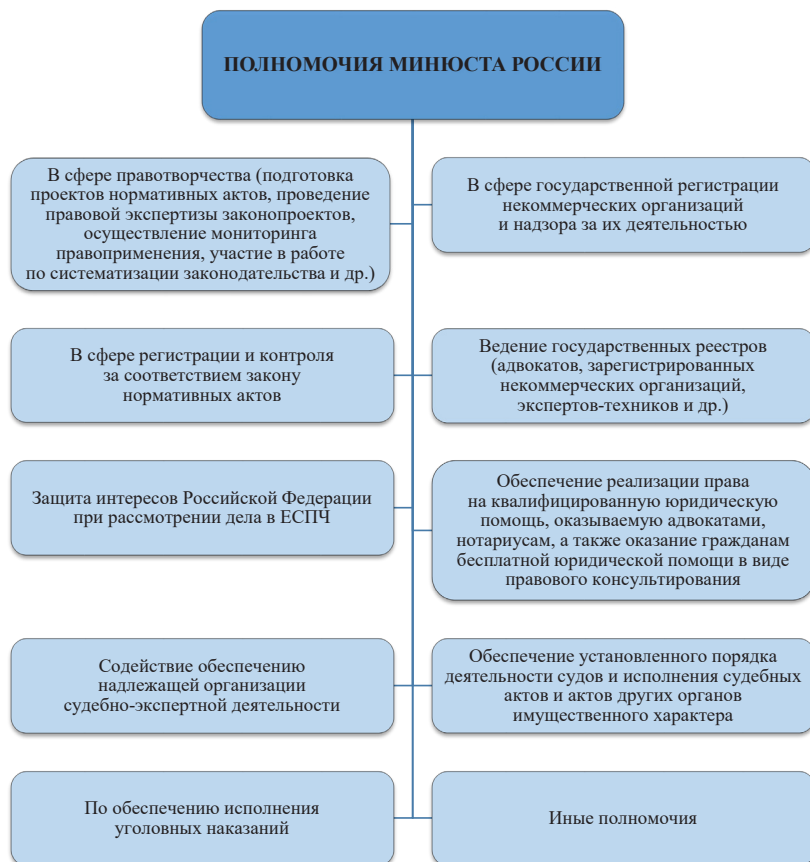 ПОЛНОМОЧИЯ МИНЮСТА РОССИИ
В сфере правотворчества (подготовка
проектов нормативных актов, проведение
правовой экспертизы законопроектов,
осуществление мониторинга
правоприменения, участие в работе
по систематизации законодательства и др.)
В сфере государственной регистрации
некоммерческих организаций
и надзора за их деятельностью
В сфере регистрации и контроля
за соответствием закону
нормативных актов
Ведение государственных реестров
(адвокатов, зарегистрированных
некоммерческих организаций,
экспертов-техников и др.)
Защита интересов Российской Федерации
при рассмотрении дела в ЕСПЧ
Обеспечение реализации права
на квалифицированную юридическую
помощь, оказываемую адвокатами,
нотариусам, а также оказание гражданам
бесплатной юридической помощи в виде
правового консультирования
Содействие обеспечению
надлежащей организации
судебно-экспертной деятельности
Обеспечение установленного порядка
деятельности судов и исполнения судебных
актов и актов других органов
имущественного характера
По обеспечению исполнения
уголовных наказаний
Иные полномочия